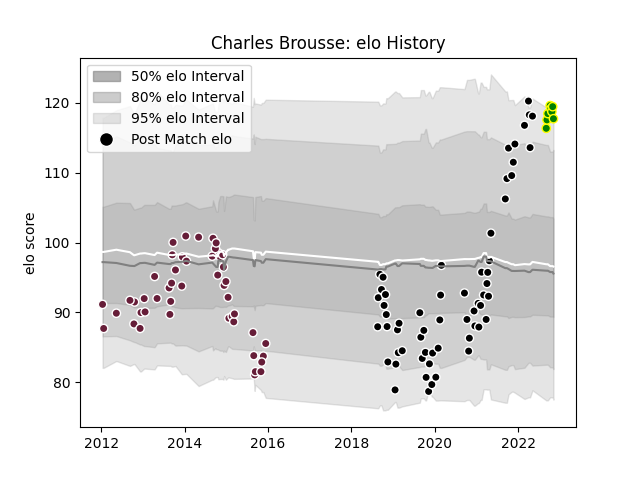 Charles Brousse: elo History
50% elo Interval
80% elo Interval
95% elo Interval
Post Match elo
elo score
120
110
100
90
80
2012
2014
2016
2018
2020
2022